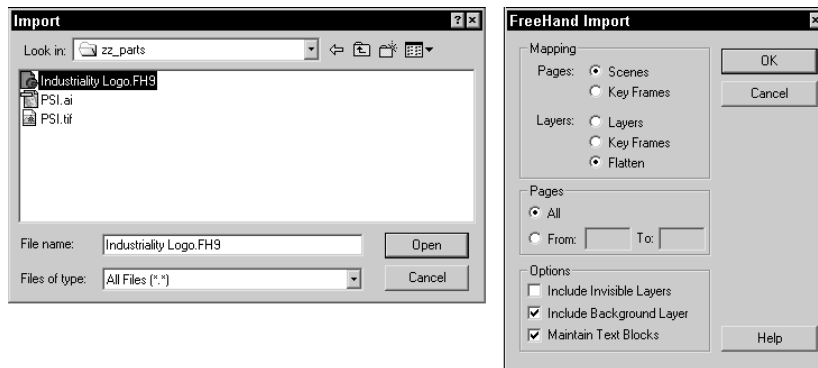 Import
Look in: zz_parts
Industriality Logo.FH9
PSI.ai
PSI.tif
File name: Industriality Logo.FH9 Open
Files of type: All Files (*.*) Cancel
FreeHand Import
Mapping
Pages: Scenes
Key Frames
Layers: Layers
Key Frames
Flatten
Pages
All
From: To:
Options
Include Invisible Layers
Include Background Layer
Maintain Text Blocks
OK
Cancel
Help